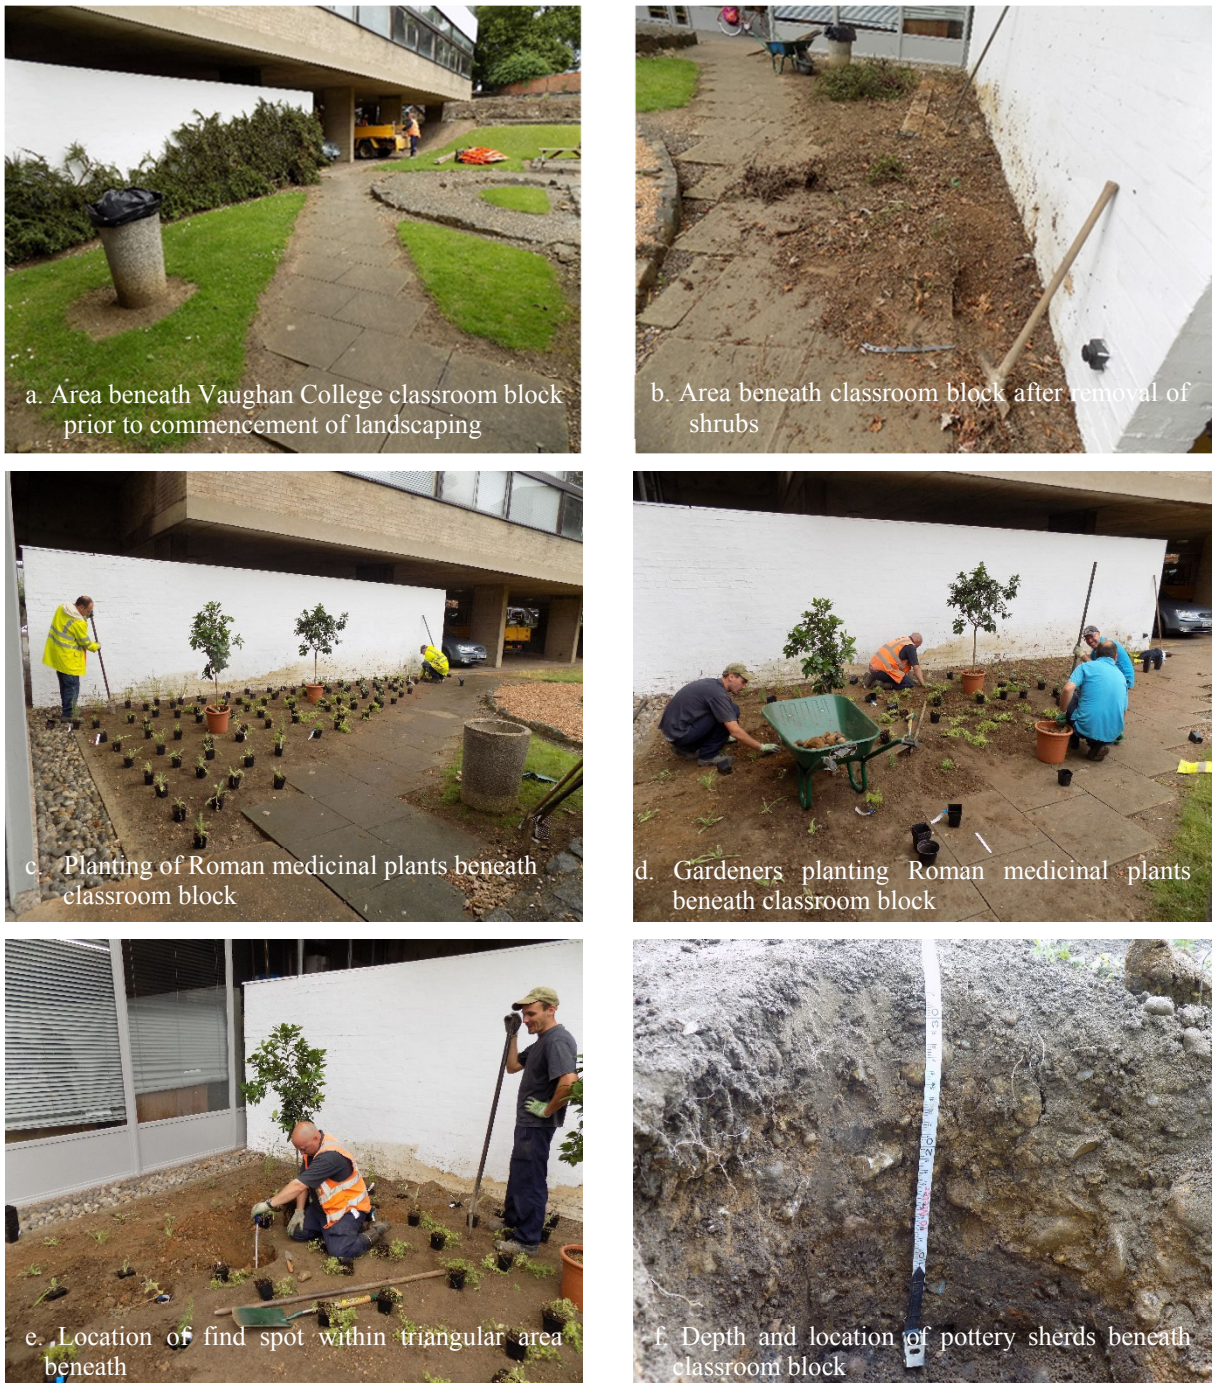 a. Area beneath Vaughan College classroom block
prior to commencement of landscaping
b. Area beneath classroom block after removal of
shrubs
c. Planting of Roman medicinal plants beneath
classroom block
d. Gardeners planting Roman medicinal plants
beneath classroom block
e. Location of find spot within triangular area
beneath
f. Depth and location of pottery sherds beneath
classroom block